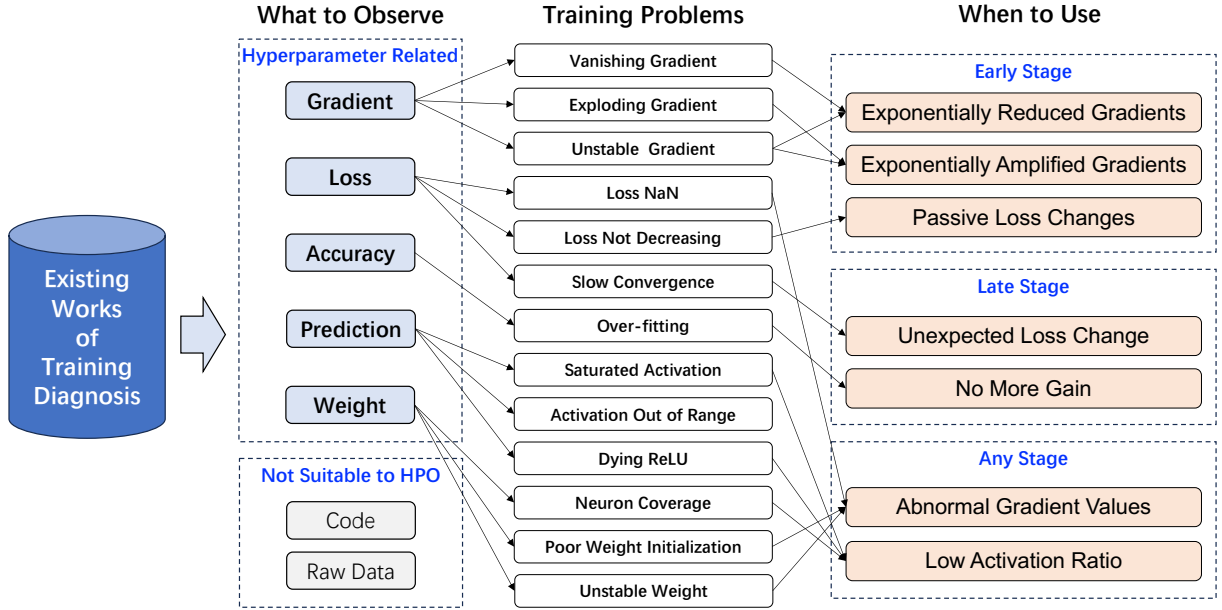 What to Observe
Training Problems
When to Use
Existing
Works
of
Training
Diagnosis
Hyperparameter Related
Gradient
Loss
Accuracy
Prediction
Weight
Not Suitable to HPO
Code
Raw Data
Vanishing Gradient
Exploding Gradient
Unstable Gradient
Loss NaN
Loss Not Decreasing
Slow Convergence
Over-fitting
Saturated Activation
Activation Out of Range
Dying ReLU
Neuron Coverage
Poor Weight Initialization
Unstable Weight
Early Stage
Exponentially Reduced Gradients
Exponentially Amplified Gradients
Passive Loss Changes
Late Stage
Unexpected Loss Change
No More Gain
Any Stage
Abnormal Gradient Values
Low Activation Ratio